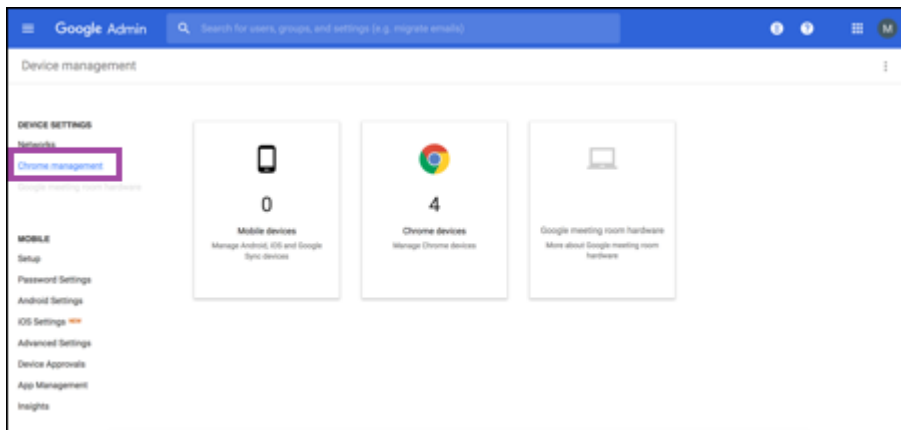 Google Admin
Search for users, groups, and settings (e.g. migrate emails)
M
Device management
DEVICE SETTINGS
Networks
Chrome management
Google meeting room hardware
MOBILE
Setup
Password Settings
Android Settings
iOS Settings NEW
Advanced Settings
Device Approvals
App Management
Insights
0
Mobile devices
Manage Android, iOS and Google
Sync devices
4
Chrome devices
Manage Chrome devices
Google meeting room hardware
More about Google meeting room
hardware